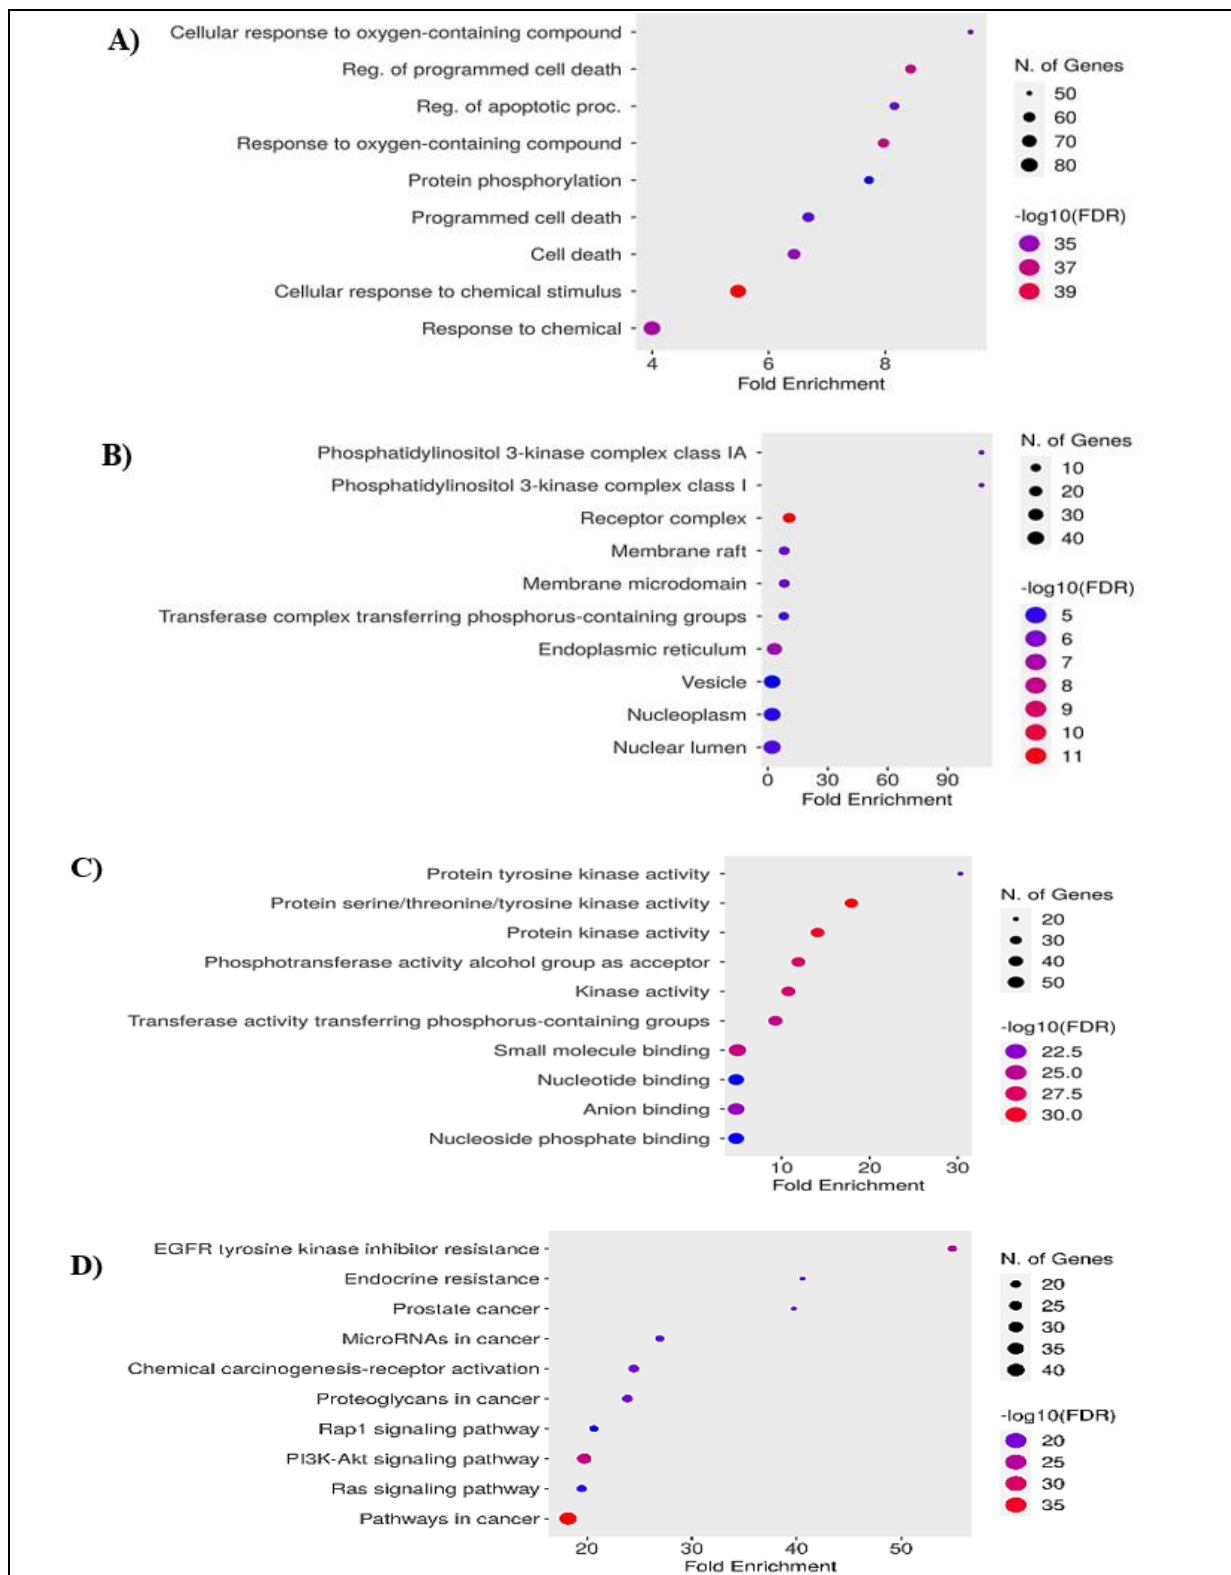 A)
Cellular response to oxygen-containing compound
Reg. of programmed cell death
Reg. of apoptotic proc.
Response to oxygen-containing compound
Protein phosphorylation
Programmed cell death
Cell death
Cellular response to chemical stimulus
Response to chemical
4 6 8
Fold Enrichment
N. of Genes
50
60
70
80
-log10(FDR)
35
37
39
B)
Phosphatidylinositol 3-kinase complex class IA
Phosphatidylinositol 3-kinase complex class I
Receptor complex
Membrane raft
Membrane microdomain
Transferase complex transferring phosphorus-containing groups
Endoplasmic reticulum
Vesicle
Nucleoplasm
Nuclear lumen
0 30 60 90
Fold Enrichment
N. of Genes
10
20
30
40
-log10(FDR)
5
6
7
8
9
10
11
C)
Protein tyrosine kinase activity
Protein serine/threonine/tyrosine kinase activity
Protein kinase activity
Phosphotransferase activity alcohol group as acceptor
Kinase activity
Transferase activity transferring phosphorus-containing groups
Small molecule binding
Nucleotide binding
Anion binding
Nucleoside phosphate binding
10 20 30
Fold Enrichment
N. of Genes
20
30
40
50
-log10(FDR)
22.5
25.0
27.5
30.0
D)
EGFR tyrosine kinase inhibitor resistance
Endocrine resistance
Prostate cancer
MicroRNAs in cancer
Chemical carcinogenesis-receptor activation
Proteoglycans in cancer
Rap1 signaling pathway
PI3K-Akt signaling pathway
Ras signaling pathway
Pathways in cancer
20 30 40 50
Fold Enrichment
N. of Genes
20
25
30
35
40
-log10(FDR)
20
25
30
35